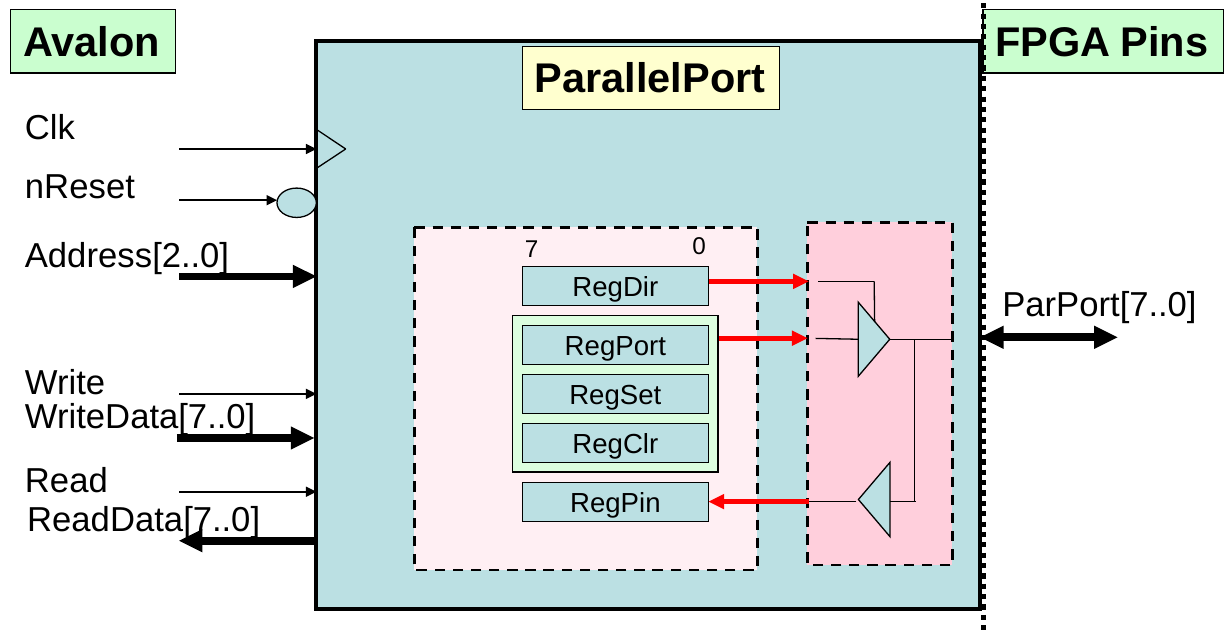 Avalon
FPGA Pins
ParallelPort
Clk
nReset
Address[2..0]
7 0
RegDir
ParPort[7..0]
RegPort
Write
RegSet
WriteData[7..0]
RegClr
Read
RegPin
ReadData[7..0]